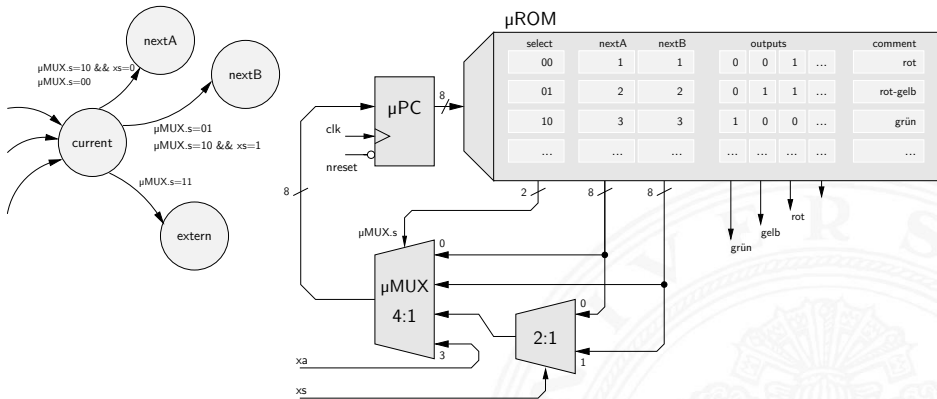 µROM
nextA
µMUX.s=10 && xs=0
µMUX.s=00
nextB
current
µMUX.s=01
µMUX.s=10 && xs=1
µMUX.s=11
extern
select nextA nextB outputs comment
00 1 1 0 0 1 ... rot
01 2 2 0 1 1 ... rot-gelb
10 3 3 1 0 0 ... grün
... ... ... ... ... ... ... ...
µPC
8
clk
nreset
8
2 8 8
rot
gelb
grün
µMUX.s
0
µMUX
4:1
3
0
2:1
1
xa
xs
VERS